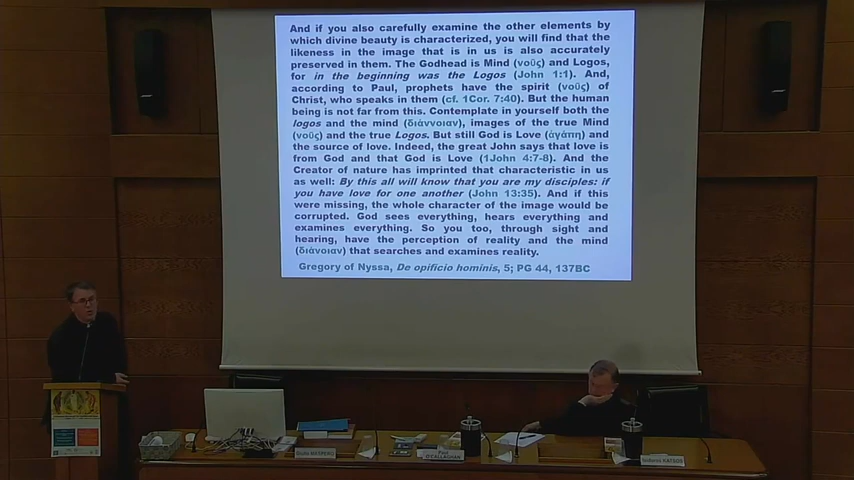 And if you also carefully examine the other elements by
which divine beauty is characterized, you will find that the
likeness in the image that is in us is also accurately
preserved in them. The Godhead is Mind (νοῦς) and Logos,
for in the beginning was the Logos (John 1:1). And,
according to Paul, prophets have the spirit (νοῦς) of
Christ, who speaks in them (cf. 1Cor. 7:40). But the human
being is not far from this. Contemplate in yourself both the
logos and the mind (διάννοιαν), images of the true Mind
(νοῦς) and the true Logos. But still God is Love (ἀγάπη) and
the source of love. Indeed, the great John says that love is
from God and that God is Love (1John 4:7-8). And the
Creator of nature has imprinted that characteristic in us
as well: By this all will know that you are my disciples: if
you have love for one another (John 13:35). And if this
were missing, the whole character of the image would be
corrupted. God sees everything, hears everything and
examines everything. So you too, through sight and
hearing, have the perception of reality and the mind
(διάνοιαν) that searches and examines reality.
Gregory of Nyssa, De opificio hominis, 5; PG 44, 137BC
Giulio MASPERO
Paul
O'CALLAGHAN